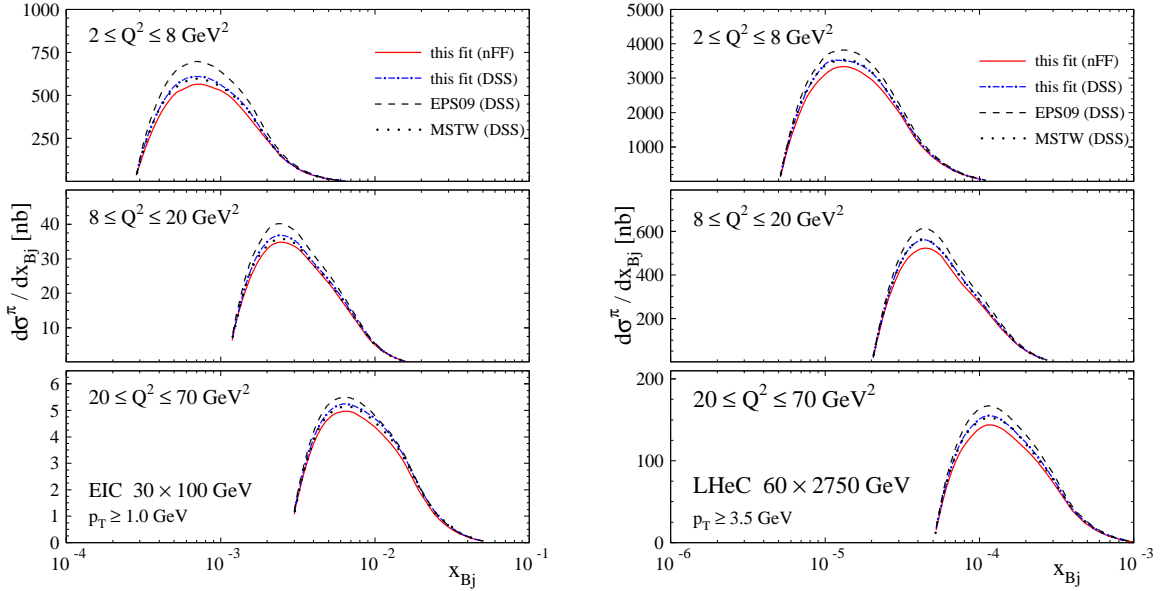 1000
750
500
250
2 ≤ Q² ≤ 8 GeV²
this fit (nFF)
this fit (DSS)
EPS09 (DSS)
MSTW (DSS)
40
30
20
10
8 ≤ Q² ≤ 20 GeV²
dσ^π / dx_Bj [nb]
6
5
4
3
2
1
0
20 ≤ Q² ≤ 70 GeV²
EIC 30 × 100 GeV
p_T ≥ 1.0 GeV
10⁻⁴ 10⁻³ 10⁻² 10⁻¹
x_Bj
5000
4000
3000
2000
1000
2 ≤ Q² ≤ 8 GeV²
this fit (nFF)
this fit (DSS)
EPS09 (DSS)
MSTW (DSS)
600
400
200
8 ≤ Q² ≤ 20 GeV²
dσ^π / dx_Bj [nb]
200
150
100
50
0
20 ≤ Q² ≤ 70 GeV²
LHeC 60 × 2750 GeV
p_T ≥ 3.5 GeV
10⁻⁶ 10⁻⁵ 10⁻⁴ 10⁻³
x_Bj